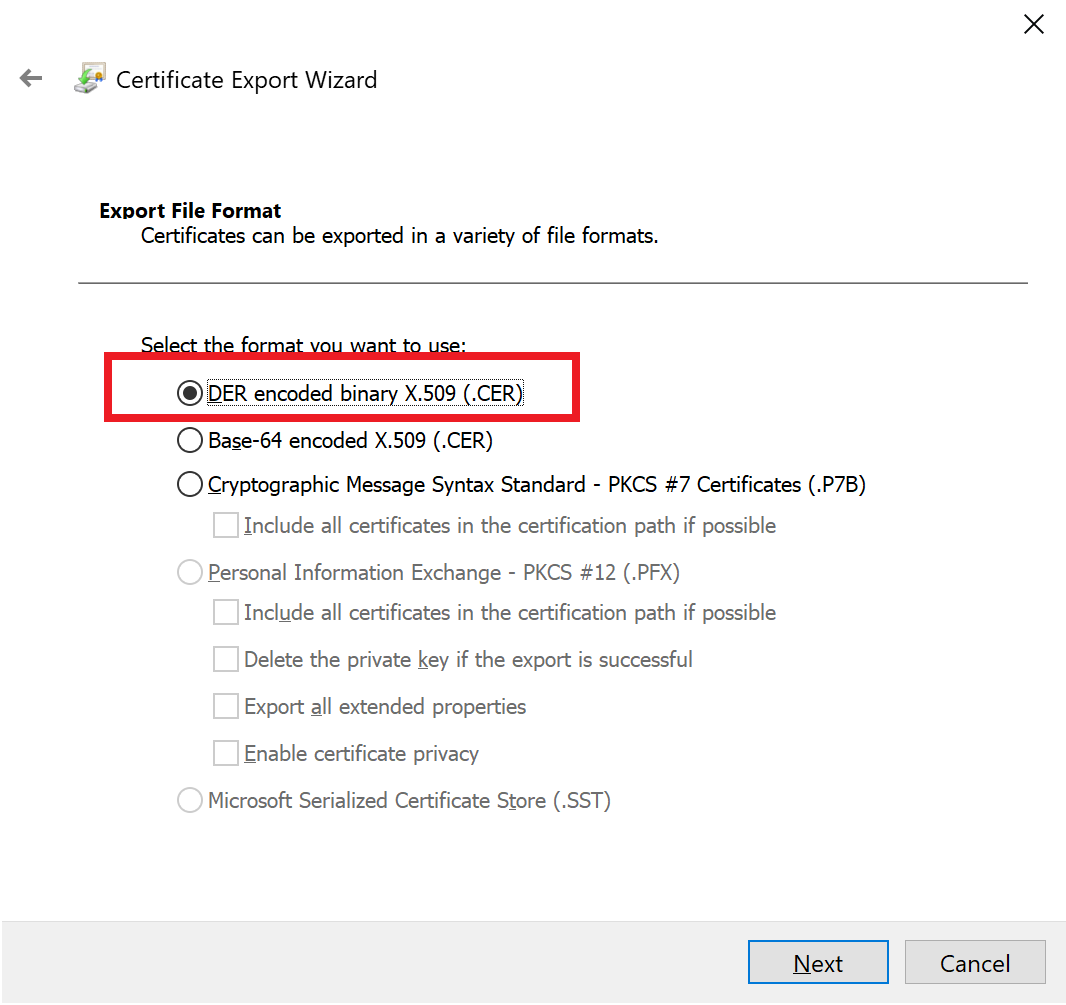 Certificate Export Wizard
Export File Format
Certificates can be exported in a variety of file formats.
Select the format you want to use:
DER encoded binary X.509 (.CER)
Base-64 encoded X.509 (.CER)
Cryptographic Message Syntax Standard - PKCS #7 Certificates (.P7B)
Include all certificates in the certification path if possible
Personal Information Exchange - PKCS #12 (.PFX)
Include all certificates in the certification path if possible
Delete the private key if the export is successful
Export all extended properties
Enable certificate privacy
Microsoft Serialized Certificate Store (.SST)
Next Cancel